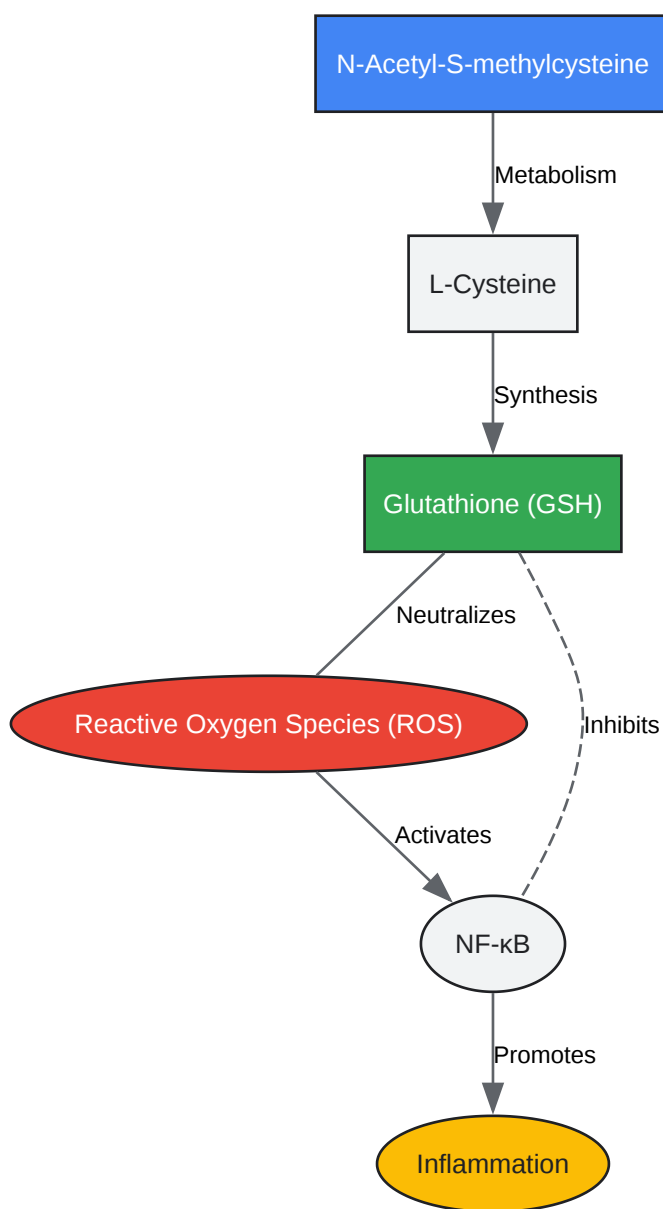 N-Acetyl-S-methylcysteine
Metabolism
L-Cysteine
Synthesis
Glutathione (GSH)
Neutralizes
Reactive Oxygen Species (ROS)
Inhibits
Activates
NF-κB
Promotes
Inflammation